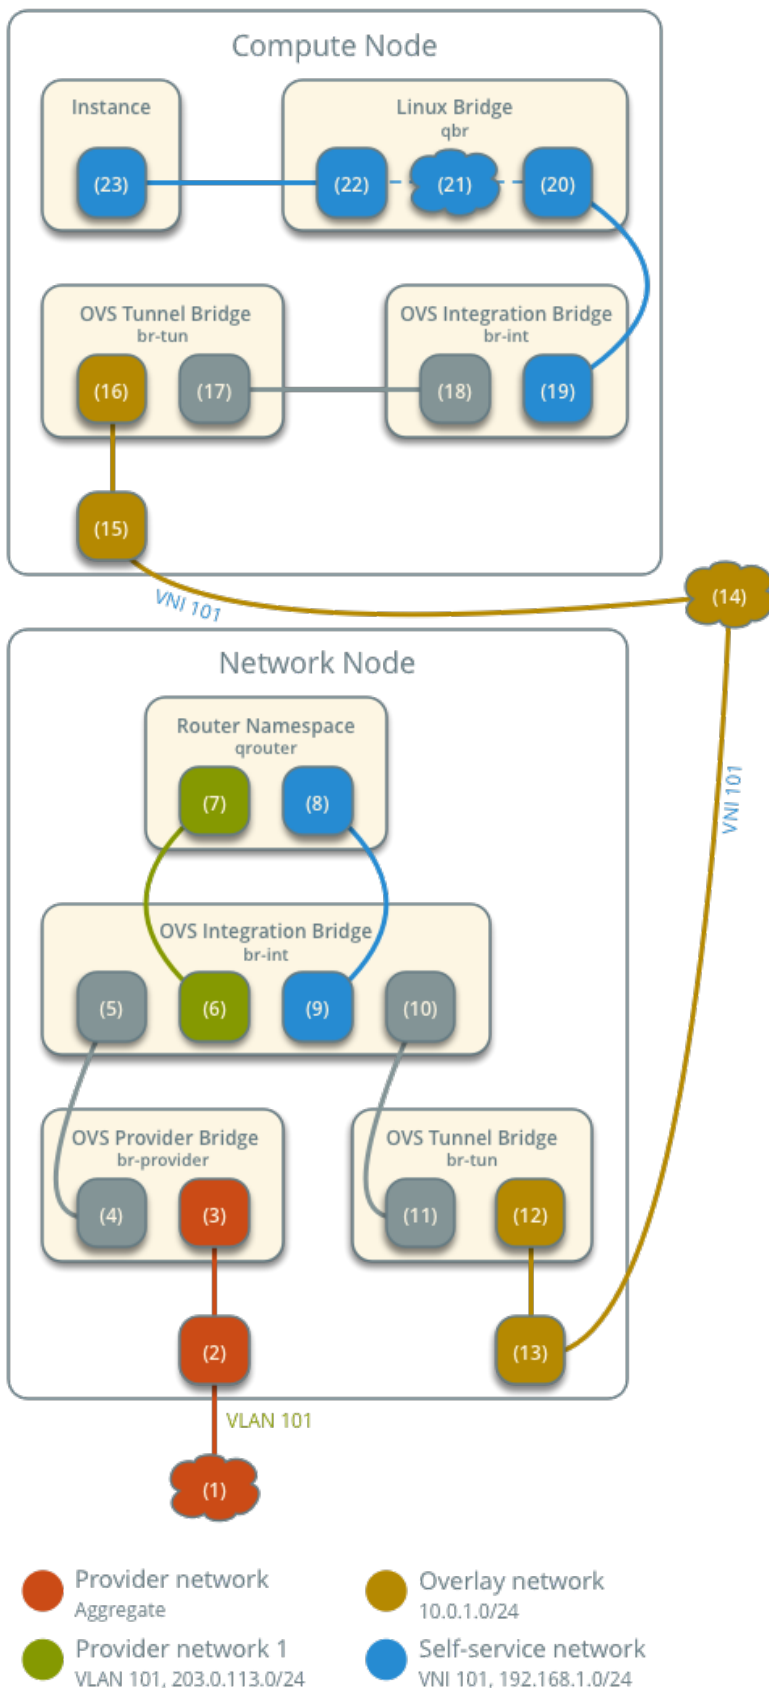 Compute Node
Instance
Linux Bridge
qbr
(23)
(22)
(21)
(20)
OVS Tunnel Bridge
br-tun
OVS Integration Bridge
br-int
(16)
(17)
(18)
(19)
(15)
VNI 101
(14)
Network Node
Router Namespace
qrouter
(7)
(8)
VNI 101
OVS Integration Bridge
br-int
(5)
(6)
(9)
(10)
OVS Provider Bridge
br-provider
OVS Tunnel Bridge
br-tun
(4)
(3)
(11)
(12)
(2)
(13)
VLAN 101
(1)
Provider network
Aggregate
Overlay network
10.0.1.0/24
Provider network 1
VLAN 101, 203.0.113.0/24
Self-service network
VNI 101, 192.168.1.0/24